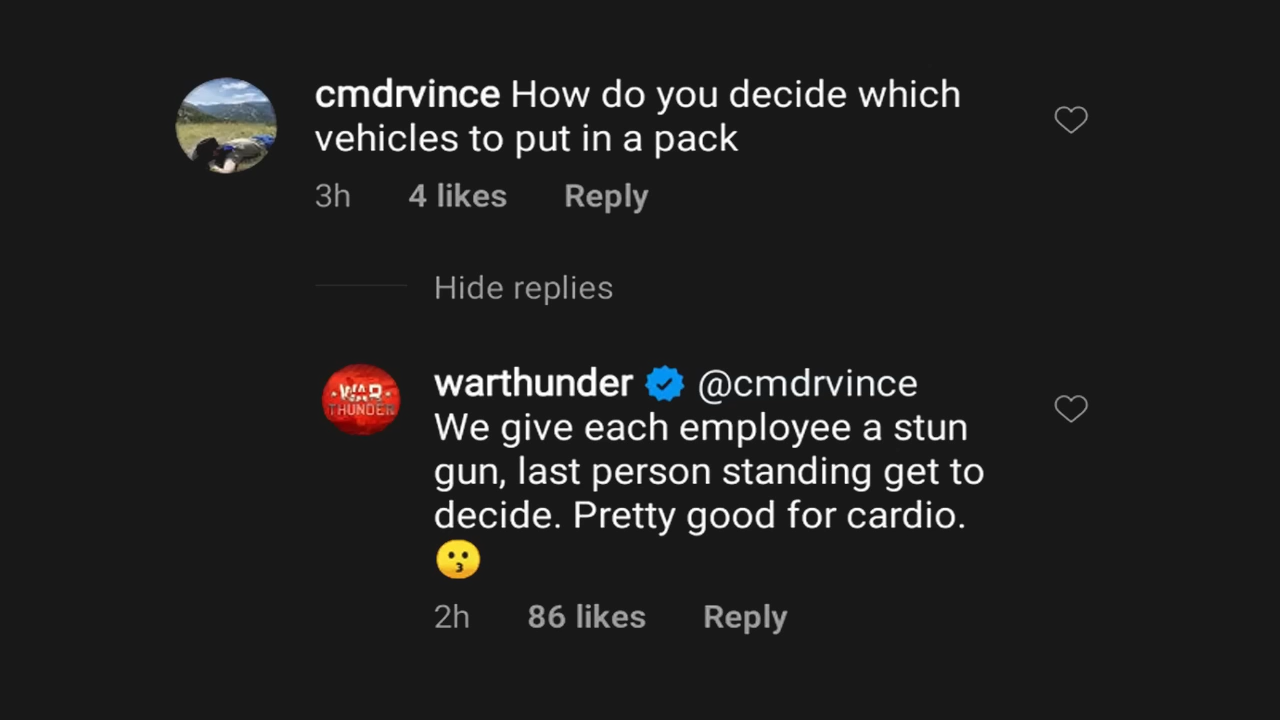 cmdrvince How do you decide which
vehicles to put in a pack
3h 4 likes Reply
Hide replies
WAR
THUNDER
warthunder @cmdrvince
We give each employee a stun
gun, last person standing get to
decide. Pretty good for cardio.
😗
2h 86 likes Reply